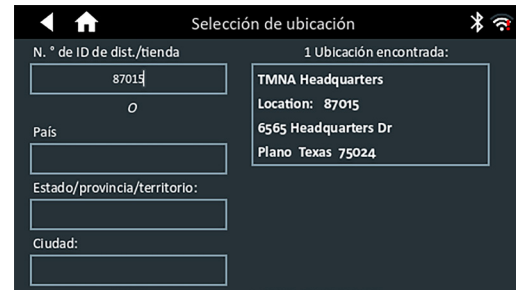 Selección de ubicación
N. ° de ID de dist./tienda
87015
O
País
Estado/provincia/territorio:
Ciudad:
1 Ubicación encontrada:
TMNA Headquarters
Location: 87015
6565 Headquarters Dr
Plano Texas 75024